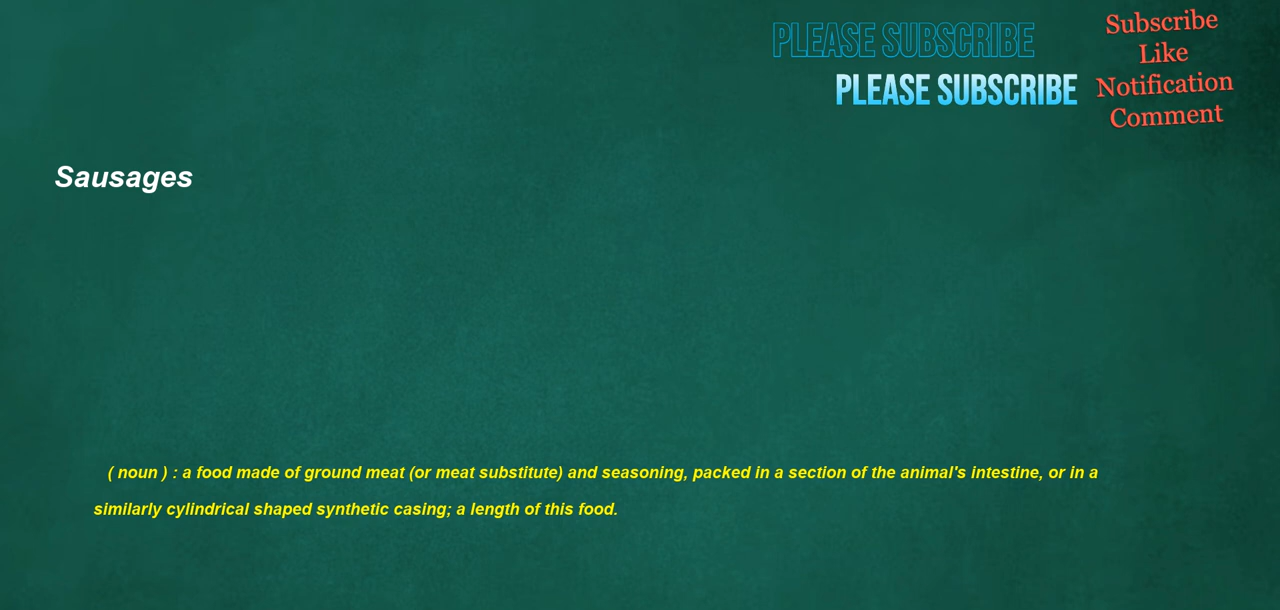 PLEASE SUBSCRIBE
PLEASE SUBSCRIBE
Subscribe
Like
Notification
Comment
Sausages
( noun ) : a food made of ground meat (or meat substitute) and seasoning, packed in a section of the animal's intestine, or in a
similarly cylindrical shaped synthetic casing; a length of this food.